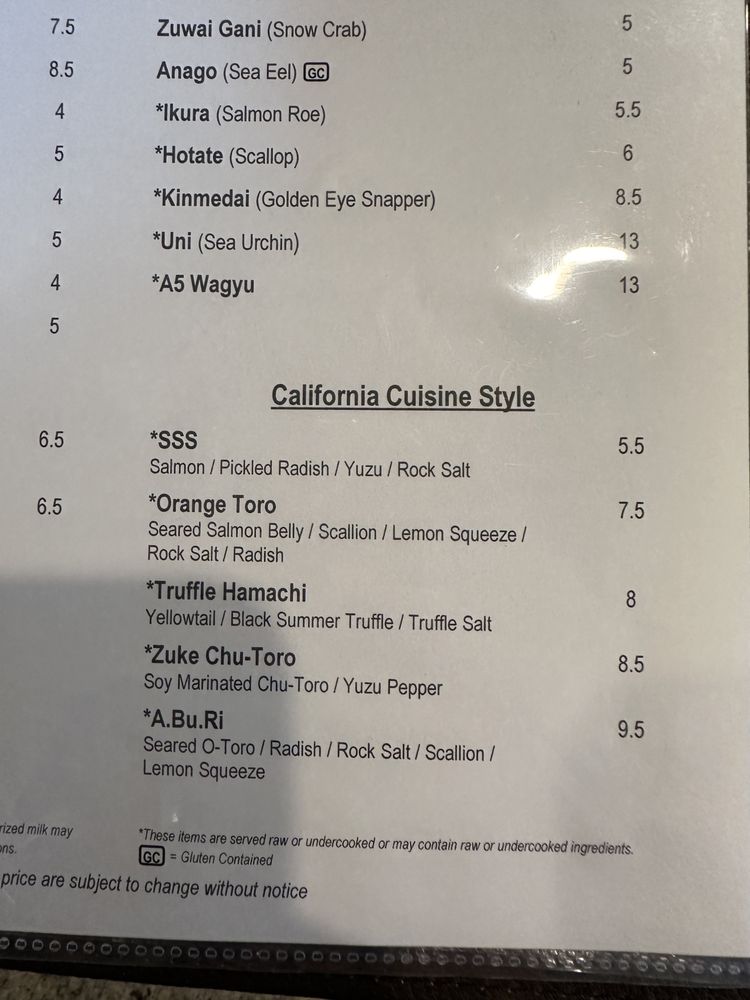 7.5 Zuwai Gani (Snow Crab) 5
8.5 Anago (Sea Eel) GC 5
4 *Ikura (Salmon Roe) 5.5
5 *Hotate (Scallop) 6
4 *Kinmedai (Golden Eye Snapper) 8.5
5 *Uni (Sea Urchin) 13
4 *A5 Wagyu 13
5
California Cuisine Style
6.5 *SSS 5.5
Salmon / Pickled Radish / Yuzu / Rock Salt
6.5 *Orange Toro 7.5
Seared Salmon Belly / Scallion / Lemon Squeeze /
Rock Salt / Radish
*Truffle Hamachi 8
Yellowtail / Black Summer Truffle / Truffle Salt
*Zuke Chu-Toro 8.5
Soy Marinated Chu-Toro / Yuzu Pepper
*A.Bu.Ri 9.5
Seared O-Toro / Radish / Rock Salt / Scallion /
Lemon Squeeze
rized milk may *These items are served raw or undercooked or may contain raw or undercooked ingredients.
ons. GC = Gluten Contained
price are subject to change without notice